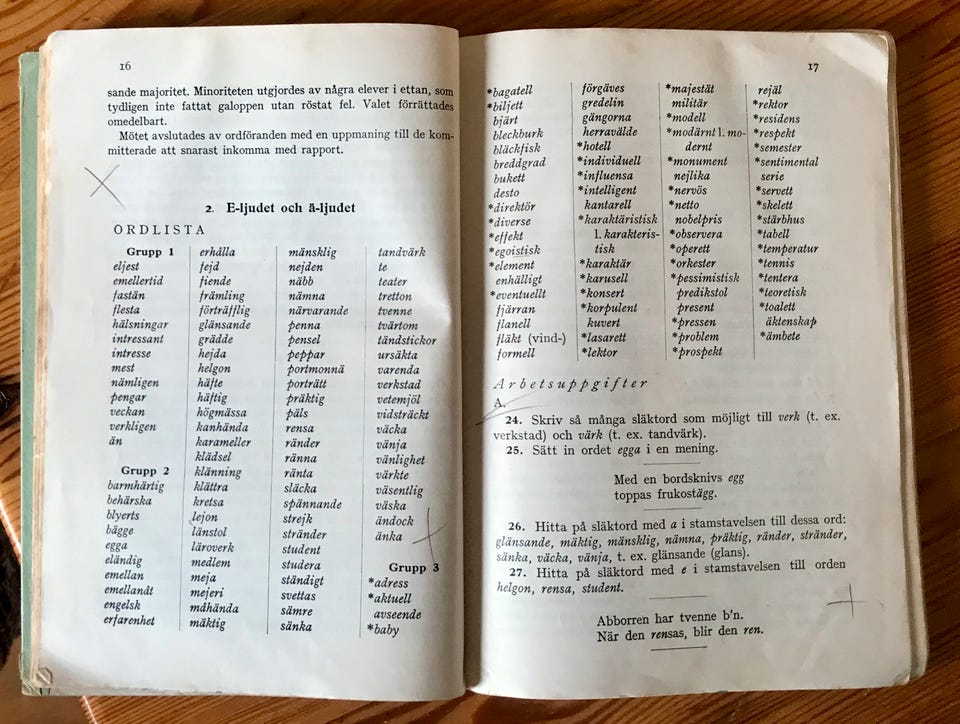 16
sande majoritet. Minoriteten utgjordes av några elever i ettan, som
tydligen inte fattat galoppen utan röstat fel. Valet förrättades
omedelbart.
Mötet avslutades av ordföranden med en uppmaning till de kom-
mitterade att snarast inkomma med rapport.
2. E-ljudet och ä-ljudet
ORDLISTA
Grupp 1
eljest
emellertid
fastän
flesta
hälsningar
intressant
intresse
mest
nämligen
pengar
veckan
verkligen
än
Grupp 2
barmhärtig
behärska
blyerts
bägge
egga
eländig
emellan
emellanåt
engelsk
erfarenhet
erhålla
fejd
fiende
främling
förträfflig
glänsande
grädde
hejda
helgon
häfte
häftig
högmässa
kanhända
karameller
klädsel
klänning
klättra
kretsa
lejon
länstol
läroverk
medlem
meja
mejeri
måhända
mäktig
mänsklig
nejden
näbb
nämna
närvarande
penna
pensel
peppar
portmonnä
porträtt
präktig
päls
rensa
ränder
ränna
ränta
släcka
spännande
strejk
stränder
student
studera
ständigt
svettas
sämre
sänka
tandvärk
te
teater
tretton
tvenne
tvärtom
tändstickor
ursäkta
varenda
verkstad
vetemjöl
vidsträckt
väcka
vänja
vänlighet
värkte
väsentlig
väska
ändock
änka
Grupp 3
*adress
*aktuell
avseende
*baby
17
*bagatell
*biljett
bjärt
bleckburk
bläckfisk
breddgrad
bukett
desto
*direktör
*diverse
*effekt
*egoistisk
*element
enhälligt
*eventuellt
fjärran
flanell
fläkt (vind-)
formell
förgäves
gredelin
gängorna
herravälde
*hotell
*individuell
*influensa
*intelligent
kantarell
*karaktäristisk
l. karakteris-
tisk
*karaktär
*karusell
*konsert
*korpulent
kuvert
*lasarett
*lektor
*majestät
militär
*modell
*modärnt l. mo-
dernt
*monument
nejlika
*nervös
*netto
nobelpris
*observera
*operett
*orkester
*pessimistisk
predikstol
present
*pressen
*problem
*prospekt
rejäl
*rektor
*residens
*respekt
*semester
*sentimental
serie
*servett
*skelett
*stärbhus
*tabell
*temperatur
*tennis
*tentera
*teoretisk
*toalett
äktenskap
*ämbete
Arbetsuppgifter
A.
24. Skriv så många släktord som möjligt till verk (t. ex.
verkstad) och värk (t. ex. tandvärk).
25. Sätt in ordet egga i en mening.
Med en bordsknivs egg
toppas frukostägg.
26. Hitta på släktord med a i stamstavelsen till dessa ord:
glänsande, mäktig, mänsklig, nämna, präktig, ränder, stränder,
sänka, väcka, vänja, t. ex. glänsande (glans).
27. Hitta på släktord med e i stamstavelsen till orden
helgon, rensa, student.
Abborren har tvenne b'n.
När den rensas, blir den ren.